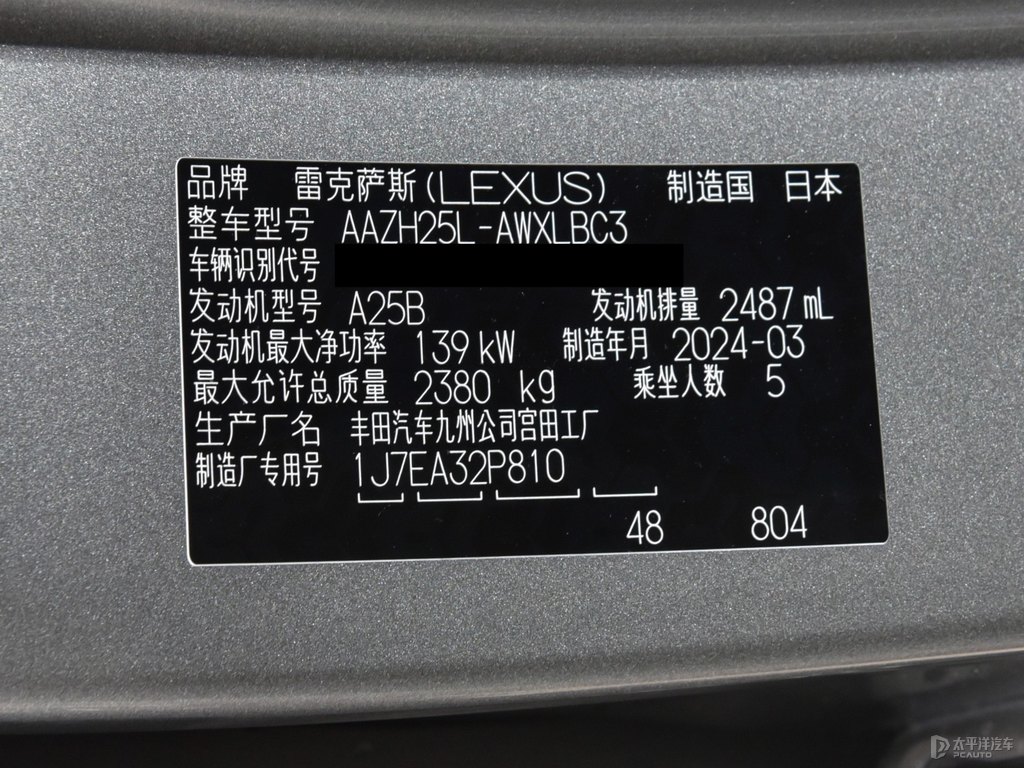 品牌 雷克萨斯(LEXUS) 制造国 日本
整车型号 AAZH25L-AWXLBC3
车辆识别代号
发动机型号 A25B 发动机排量 2487 mL
发动机最大净功率 139 kW 制造年月 2024-03
最大允许总质量 2380 kg 乘坐人数 5
生产厂名 丰田汽车九州公司宫田工厂
制造厂专用号 1J7EA32P810
48 804
太平洋汽车
PCAUTO